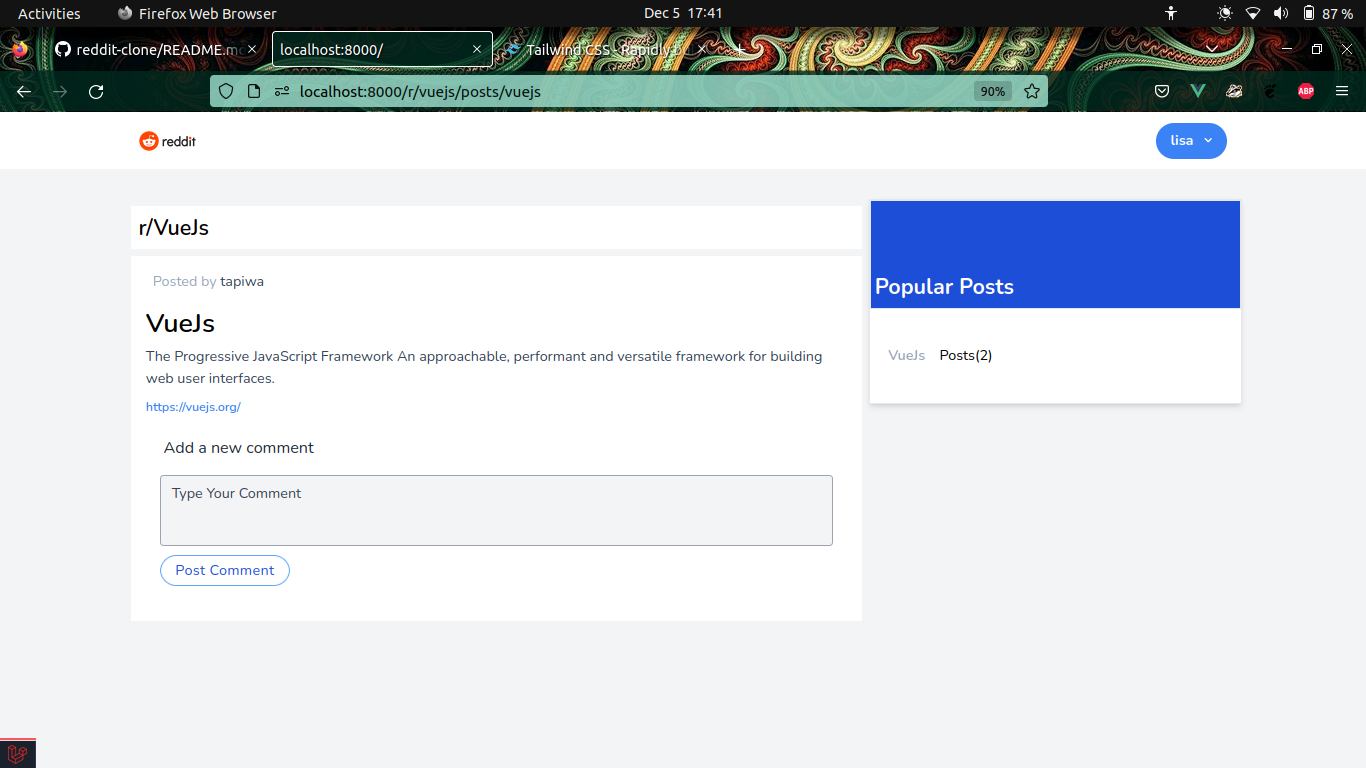 Activities Firefox Web Browser Dec 5 17:41 87 %
reddit-clone/README.m localhost:8000/ Tailwind CSS - Rapidly
localhost:8000/r/vuejs/posts/vuejs 90% ABP
reddit lisa
r/VueJs
Posted by tapiwa
VueJs
The Progressive JavaScript Framework An approachable, performant and versatile framework for building
web user interfaces.
https://vuejs.org/
Add a new comment
Type Your Comment
Post Comment
Popular Posts
VueJs Posts(2)